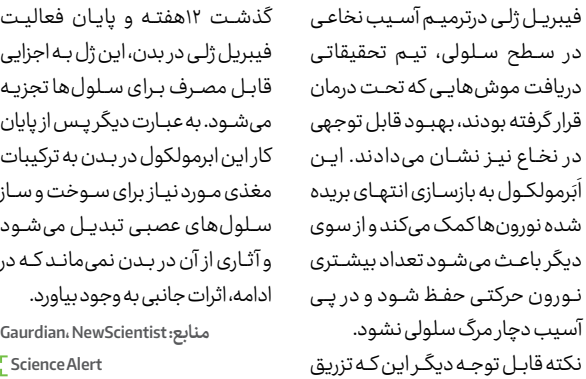 فیبریل ژلی درترمیم آسیب نخاعی
در سطح سلولی، تیم تحقیقاتی
دریافت موش‌هایی که تحت درمان
قرار گرفته بودند، بهبود قابل توجهی
در نخاع نیز نشان می‌دادند. این
اَبَرمولکول به بازسازی انتهای بریده
شده نورون‌ها کمک می‌کند و از سوی
دیگر باعث می‌شود تعداد بیشتری
نورون حرکتی حفظ شود و در پی
آسیب دچار مرگ سلولی نشود.
نکته قابل توجه دیگر این که تزریق
گذشت ۱۲هفته و پایان فعالیت
فیبریل ژلی در بدن، این ژل به اجزایی
قابل مصرف برای سلول‌ها تجزیه
می‌شود. به عبارت دیگر پس از پایان
کار این ابرمولکول در بدن به ترکیبات
مغذی مورد نیاز برای سوخت و ساز
سلول‌های عصبی تبدیل می‌شود
و آثاری از آن در بدن نمی‌ماند که در
ادامه، اثرات جانبی به وجود بیاورد.
منابع: Gaurdian، NewScientist
ScienceAlert